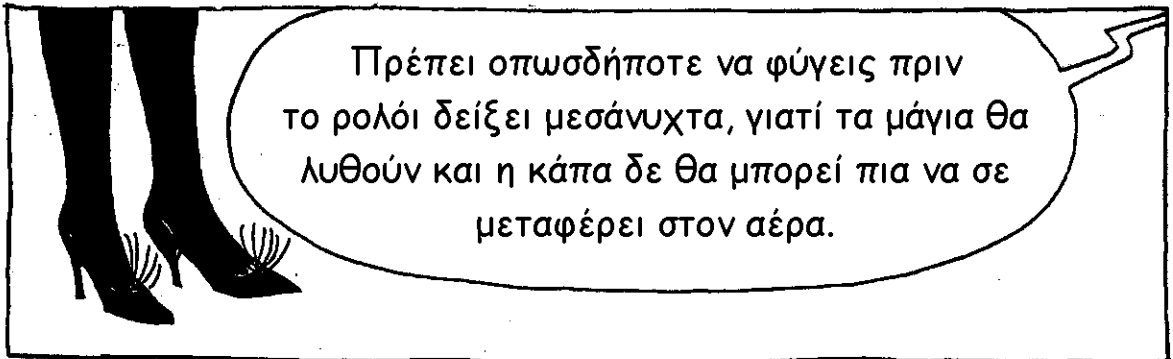 Πρέπει οπωσδήποτε να φύγεις πριν
το ρολόι δείξει μεσάνυχτα, γιατί τα μάγια θα
λυθούν και η κάπα δε θα μπορεί πια να σε
μεταφέρει στον αέρα.